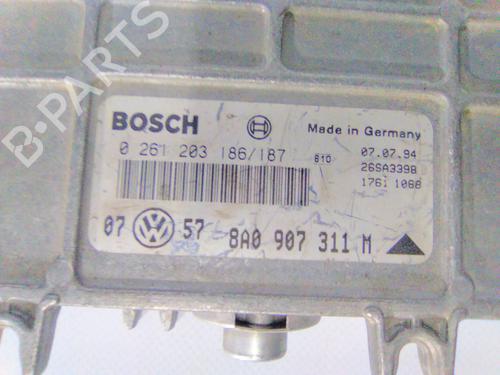 B-PARTS
BOSCH
Made in Germany
0 261 203 186/187 810 07.07.94
26SA3398
1761 1088
07 57 8A0 907 311 M